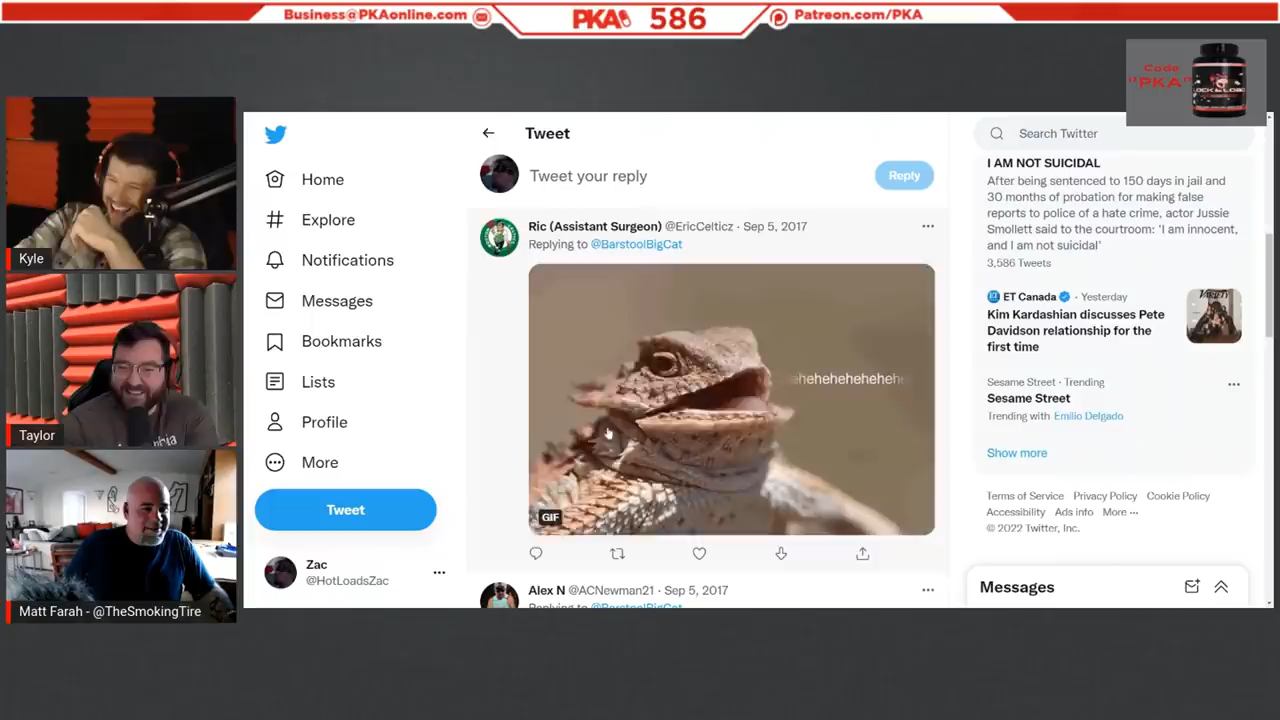 Business@PKAonline.com
PKA 586
Patreon.com/PKA
Code
"PKA"
Kyle
Taylor
Matt Farah - @TheSmokingTire
Home
Explore
Notifications
Messages
Bookmarks
Lists
Profile
More
Tweet
Zac
@HotLoadsZac
Tweet
Tweet your reply
Reply
Ric (Assistant Surgeon) @EricCelticz · Sep 5, 2017
Replying to @BarstoolBigCat
ehehehehehehe
GIF
Alex N @ACNewman21 · Sep 5, 2017
Replying to @BarstoolBigCat
Search Twitter
I AM NOT SUICIDAL
After being sentenced to 150 days in jail and
30 months of probation for making false
reports to police of a hate crime, actor Jussie
Smollett said to the courtroom: 'I am innocent,
and I am not suicidal'
3,586 Tweets
ET Canada · Yesterday
Kim Kardashian discusses Pete
Davidson relationship for the
first time
Sesame Street · Trending
Sesame Street
Trending with Emilio Delgado
Show more
Terms of Service Privacy Policy Cookie Policy
Accessibility Ads info More ···
© 2022 Twitter, Inc.
Messages